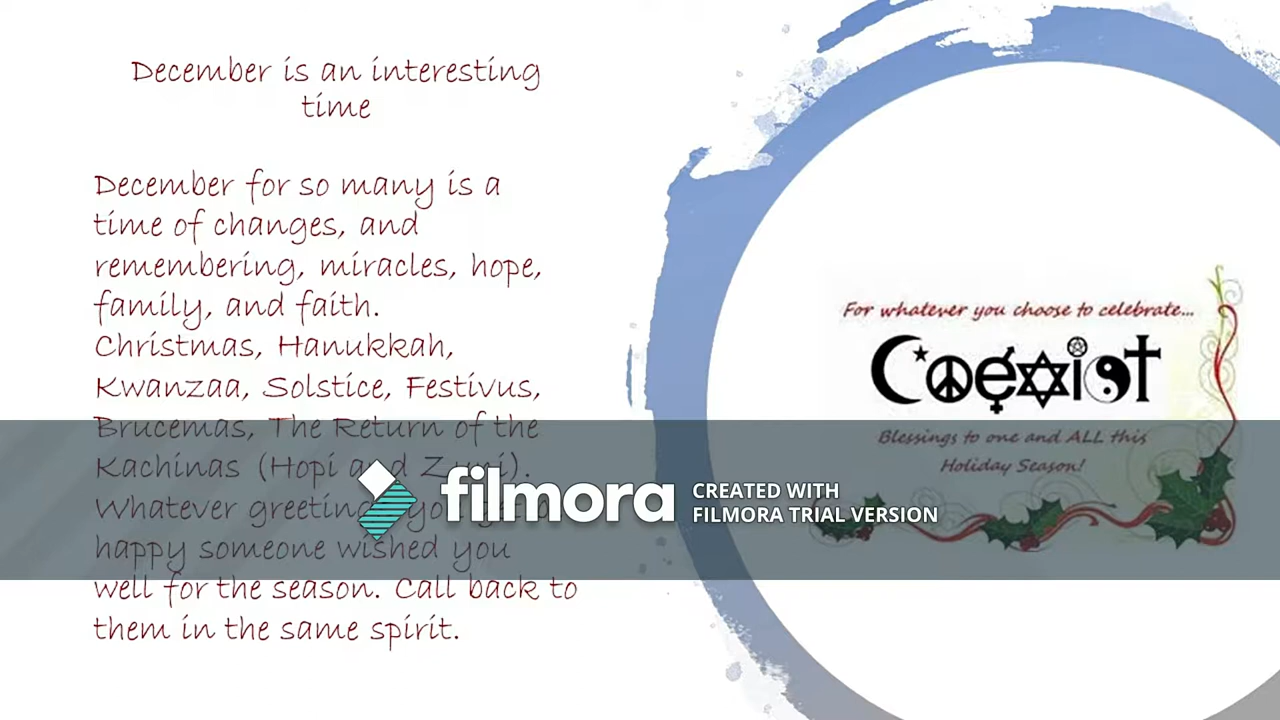 December is an interesting
time
December for so many is a
time of changes, and
remembering, miracles, hope,
family, and faith.
Christmas, Hanukkah,
Kwanzaa, Solstice, Festivus,
Brucemas, The Return of the
Kachinas (Hopi and Zuni).
Whatever greeting
happy someone wished you
well for the season. Call back to
them in the same spirit.
For whatever you choose to celebrate...
Coexist
Blessings to one and ALL this
Holiday Season!
filmora
CREATED WITH
FILMORA TRIAL VERSION